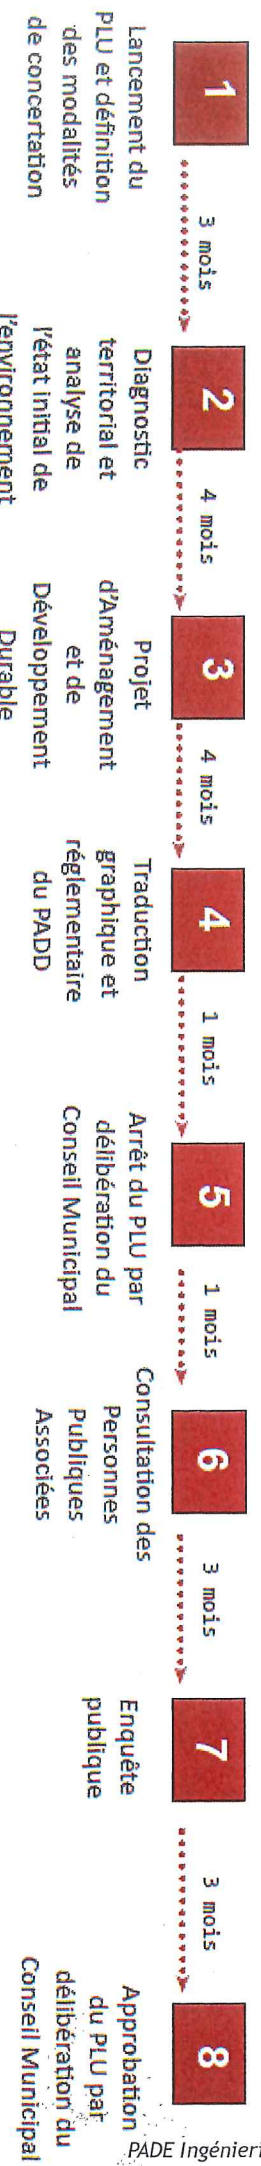 1
3 mois
Lancement du
PLU et définition
des modalités
de concertation
2
4 mois
Diagnostic
territorial et
analyse de
l'état initial de
l'environnement
3
4 mois
Projet
d'Aménagement
et de
Développement
Durable
4
1 mois
Traduction
graphique et
réglementaire
du PADD
5
1 mois
Arrêt du PLU par
délibération du
Conseil Municipal
6
3 mois
Consultation des
Personnes
Publiques
Associées
7
3 mois
Enquête
publique
8
Approbation
du PLU par
délibération du
Conseil Municipal
PADE